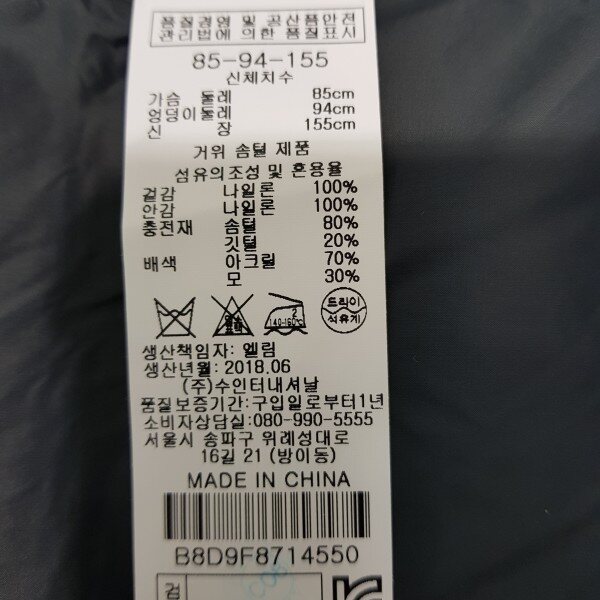 품질경영 및 공산품안전
관리법에 의한 품질표시
85-94-155
신체치수
가슴 둘레 85cm
엉덩이둘레 94cm
신 장 155cm
거위 솜털 제품
섬유의조성 및 혼용율
겉감 나일론 100%
안감 나일론 100%
충전재 솜털 80%
깃털 20%
배색 아크릴 70%
모 30%
2
140-160℃
드라이
석유계
생산책임자: 엘림
생산년월: 2018.06
(주)수인터내셔날
품질보증기간:구입일로부터1년
소비자상담실:080-990-5555
서울시 송파구 위례성대로
16길 21 (방이동)
MADE IN CHINA
B8D9F8714550
검